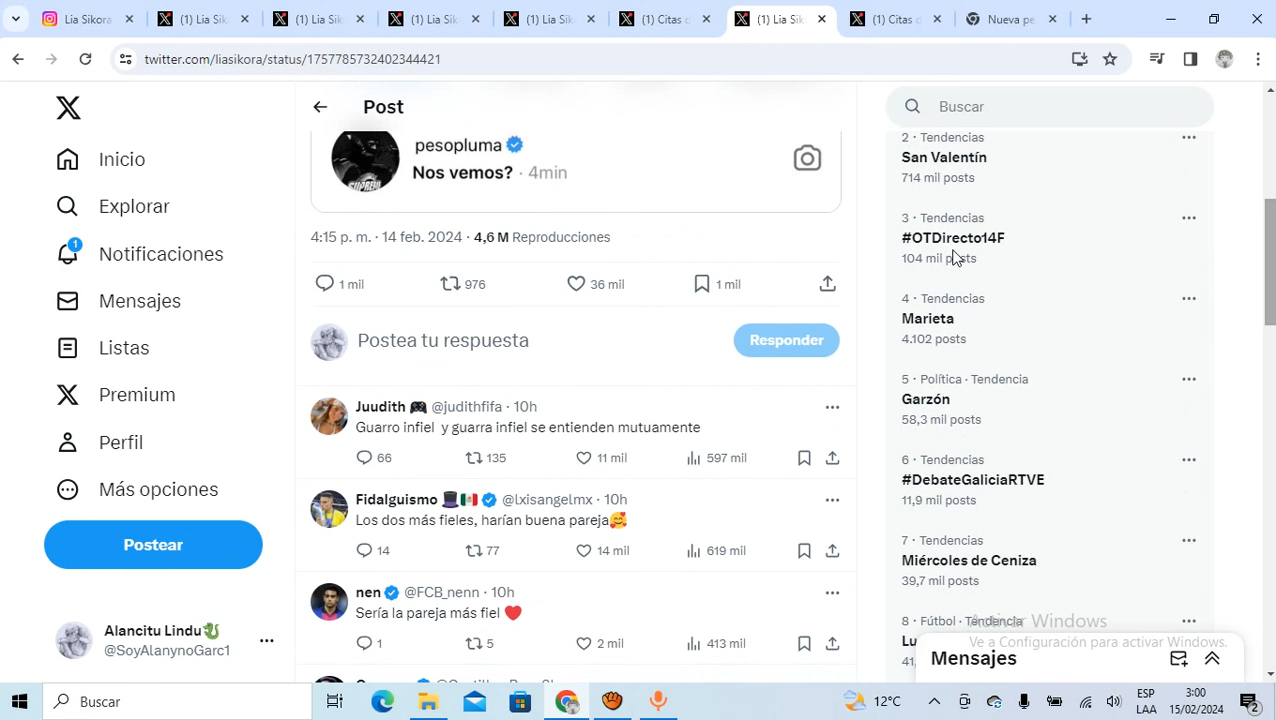 (1) Lia Sikora
(1) Lia Sik
(1) Lia Sik
(1) Lia Sik
(1) Lia Sik
(1) Citas d
(1) Lia Sik
(1) Citas d
Nueva pe
twitter.com/liasikora/status/1757785732402344421
Inicio
Explorar
1
Notificaciones
Mensajes
Listas
Premium
Perfil
Más opciones
Postear
Alancitu Lindu
@SoyAlanynoGarc1
Post
pesopluma
Nos vemos? · 4min
4:15 p. m. · 14 feb. 2024 · 4,6 M Reproducciones
1 mil 976 36 mil 1 mil
Postea tu respuesta
Responder
Juudith @judithfifa · 10h
Guarro infiel y guarra infiel se entienden mutuamente
66 135 11 mil 597 mil
Fidalguismo @lxisangelmx · 10h
Los dos más fieles, harían buena pareja
14 77 14 mil 619 mil
nen @FCB_nenn · 10h
Sería la pareja más fiel
1 5 2 mil 413 mil
Buscar
2 · Tendencias
San Valentín
714 mil posts
3 · Tendencias
#OTDirecto14F
104 mil posts
4 · Tendencias
Marieta
4.102 posts
5 · Política · Tendencia
Garzón
58,3 mil posts
6 · Tendencias
#DebateGaliciaRTVE
11,9 mil posts
7 · Tendencias
Miércoles de Ceniza
39,7 mil posts
8 · Fútbol · Tendencia
Lu
41,
Activar Windows
Ve a Configuración para activar Windows.
Mensajes
Buscar
12°C
ESP
LAA
3:00
15/02/2024
2